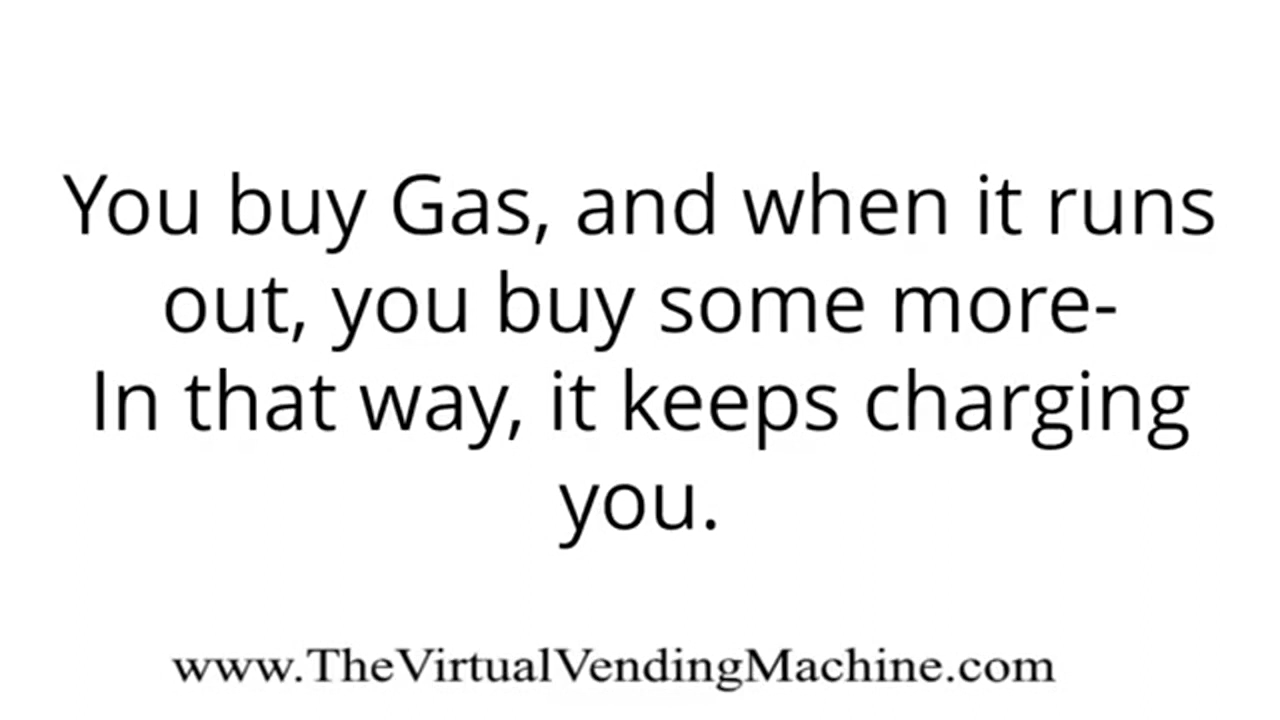 You buy Gas, and when it runs
out, you buy some more-
In that way, it keeps charging
you.
www.TheVirtualVendingMachine.com